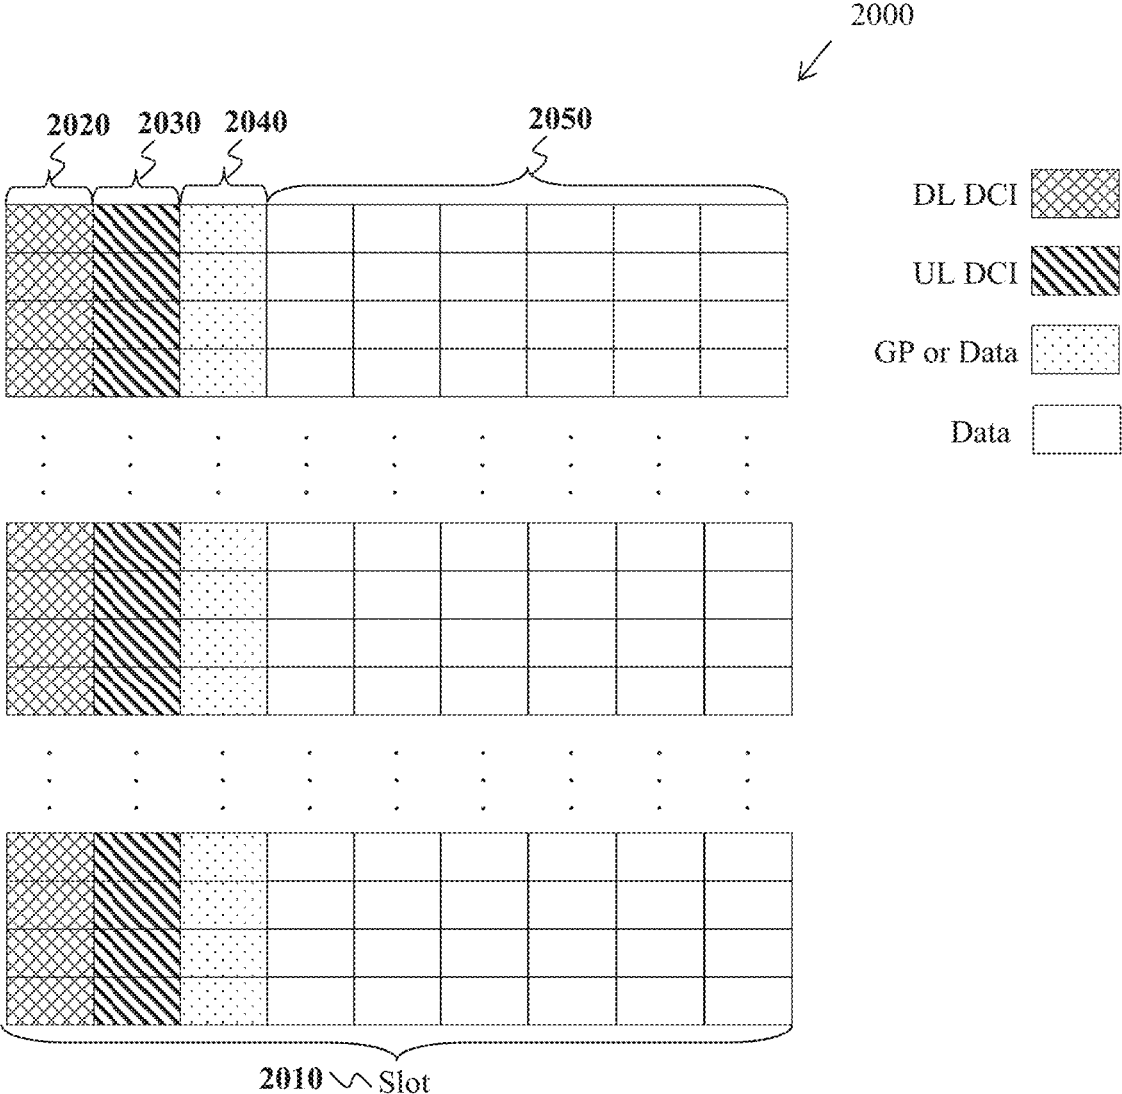 2000
2020 2030 2040 2050
DL DCI
UL DCI
GP or Data
Data
2010 Slot